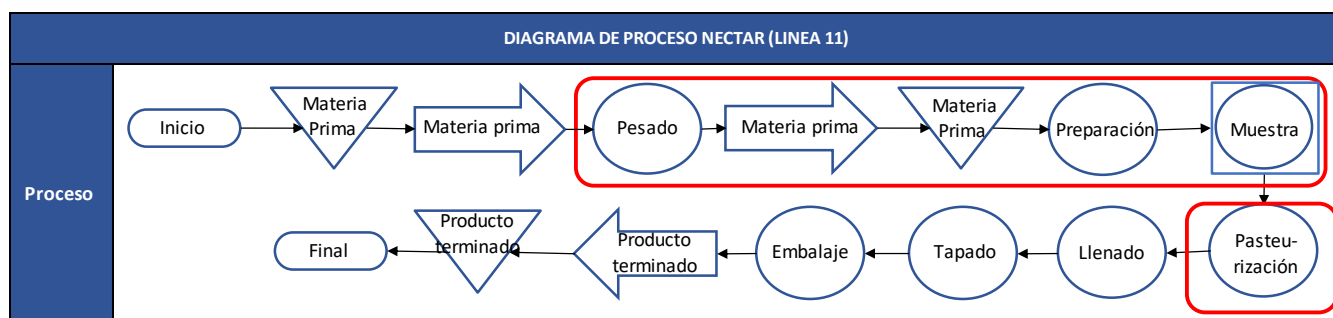 DIAGRAMA DE PROCESO NECTAR (LINEA 11)
Proceso
Inicio
Materia
Prima
Materia prima
Pesado
Materia prima
Materia
Prima
Preparación
Muestra
Pasteu-
rización
Llenado
Tapado
Embalaje
Producto
terminado
Producto
terminado
Final